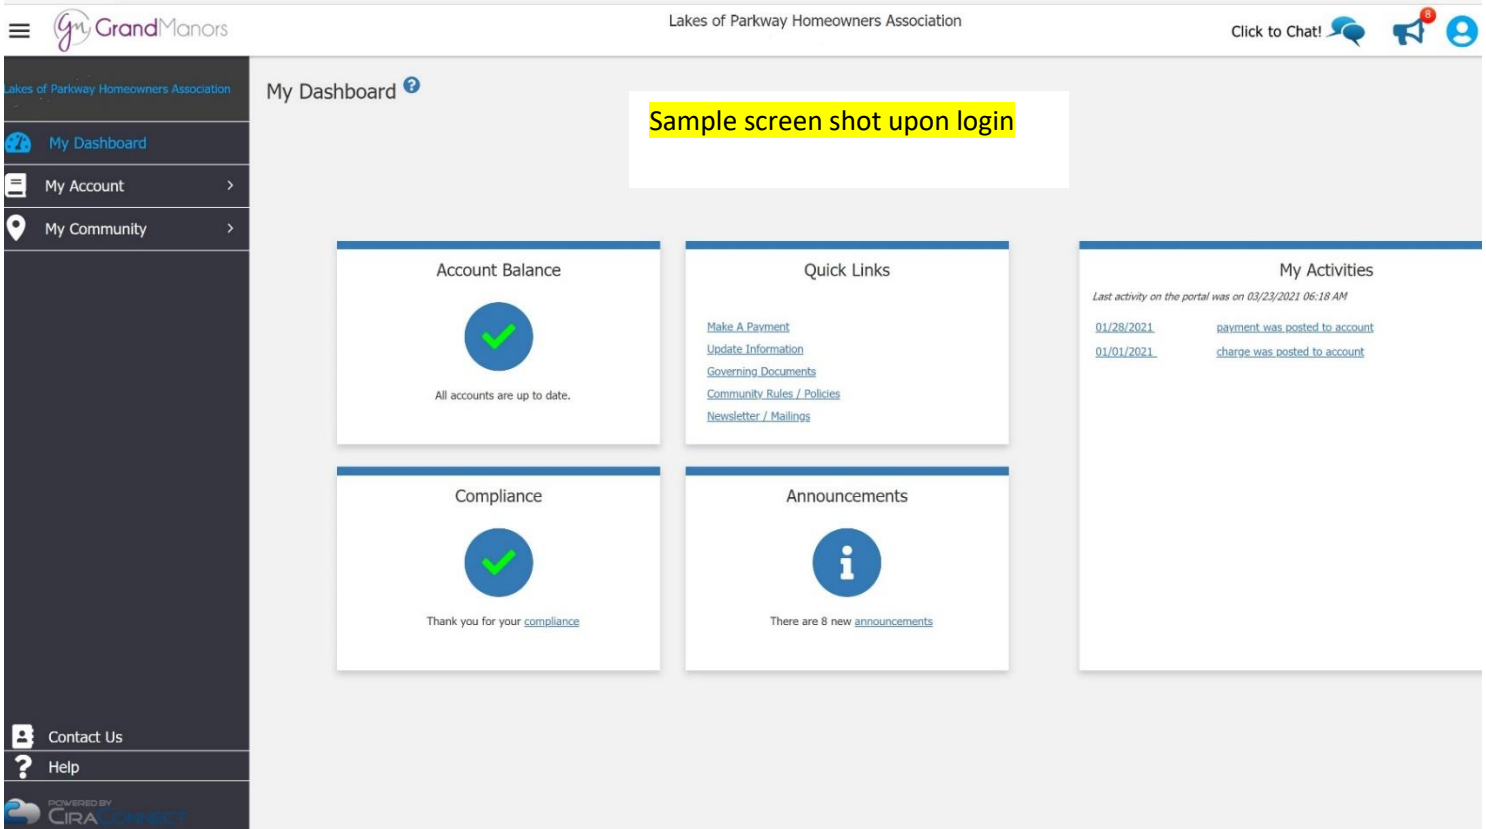 GrandManors
Lakes of Parkway Homeowners Association
Click to Chat!
8
Lakes of Parkway Homeowners Association
My Dashboard
My Account
My Community
Contact Us
Help
POWERED BY
CIRACONNECT
My Dashboard ?
Sample screen shot upon login
Account Balance
All accounts are up to date.
Quick Links
Make A Payment
Update Information
Governing Documents
Community Rules / Policies
Newsletter / Mailings
My Activities
Last activity on the portal was on 03/23/2021 06:18 AM
01/28/2021 payment was posted to account
01/01/2021 charge was posted to account
Compliance
Thank you for your compliance
Announcements
There are 8 new announcements